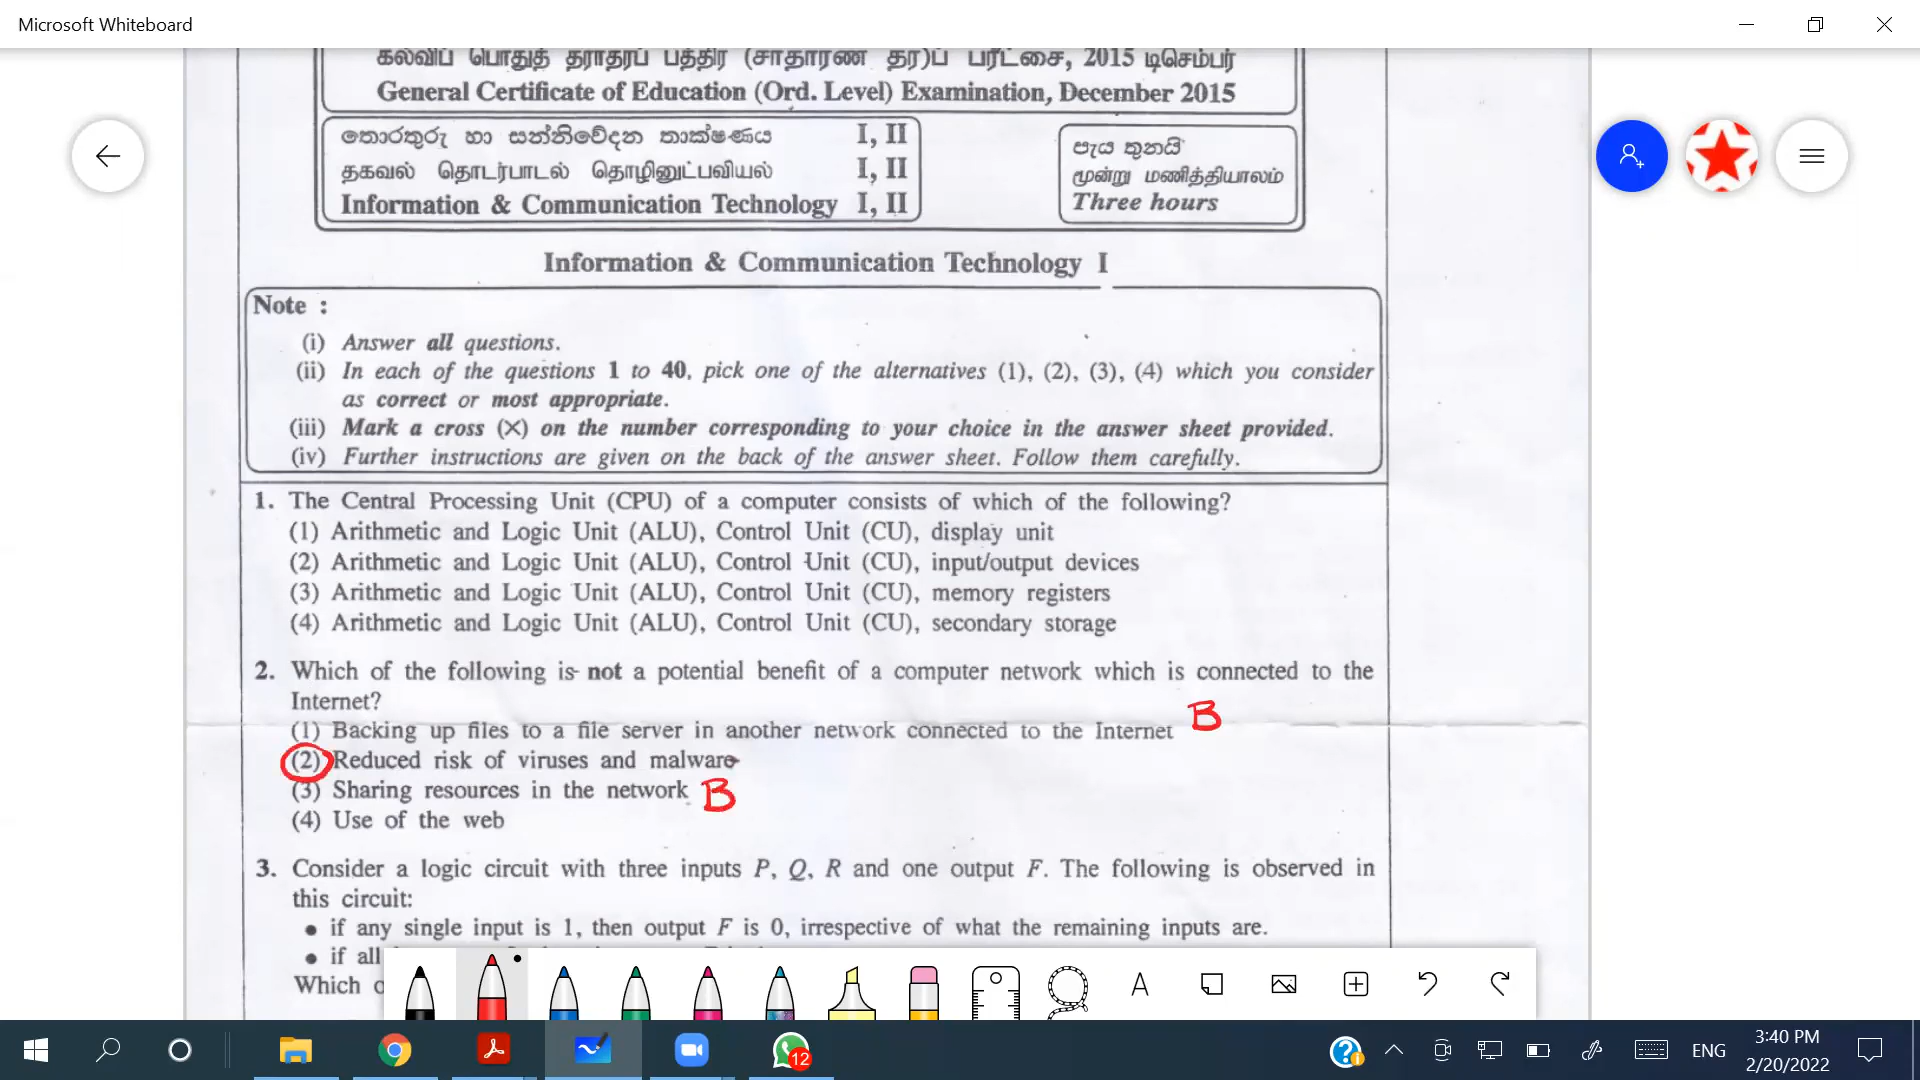 Microsoft Whiteboard
கல்விப் பொதுத் தராதரப் பத்திர (சாதாரண தர)ப் பரீட்சை, 2015 டிசெம்பர்
General Certificate of Education (Ord. Level) Examination, December 2015
තොරතුරු හා සන්නිවේදන තාක්ෂණය I, II
தகவல் தொடர்பாடல் தொழினுட்பவியல் I, II
Information & Communication Technology I, II
පැය තුනයි
மூன்று மணித்தியாலம்
Three hours
Information & Communication Technology I
Note :
(i) Answer all questions.
(ii) In each of the questions 1 to 40, pick one of the alternatives (1), (2), (3), (4) which you consider
as correct or most appropriate.
(iii) Mark a cross (X) on the number corresponding to your choice in the answer sheet provided.
(iv) Further instructions are given on the back of the answer sheet. Follow them carefully.
1. The Central Processing Unit (CPU) of a computer consists of which of the following?
(1) Arithmetic and Logic Unit (ALU), Control Unit (CU), display unit
(2) Arithmetic and Logic Unit (ALU), Control Unit (CU), input/output devices
(3) Arithmetic and Logic Unit (ALU), Control Unit (CU), memory registers
(4) Arithmetic and Logic Unit (ALU), Control Unit (CU), secondary storage
2. Which of the following is not a potential benefit of a computer network which is connected to the
Internet?
(1) Backing up files to a file server in another network connected to the Internet B
(2) Reduced risk of viruses and malware
(3) Sharing resources in the network B
(4) Use of the web
3. Consider a logic circuit with three inputs P, Q, R and one output F. The following is observed in
this circuit:
• if any single input is 1, then output F is 0, irrespective of what the remaining inputs are.
• if all
Which
12
ENG
3:40 PM
2/20/2022